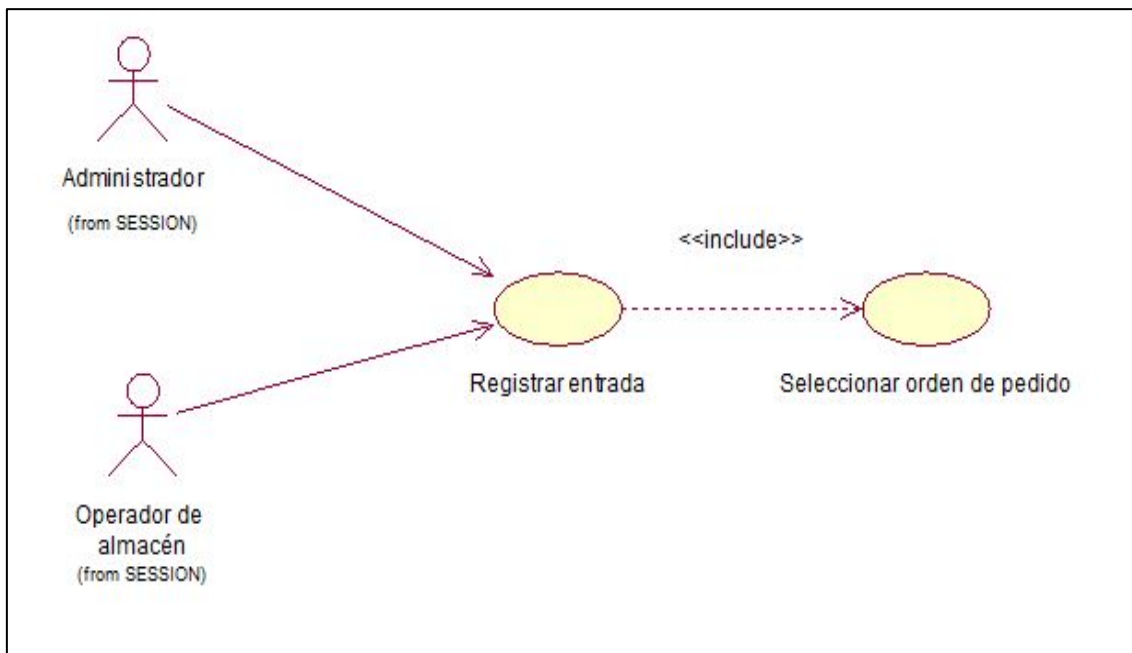 Administrador
(from SESSION)
<<include>>
Registrar entrada
Seleccionar orden de pedido
Operador de
almacén
(from SESSION)